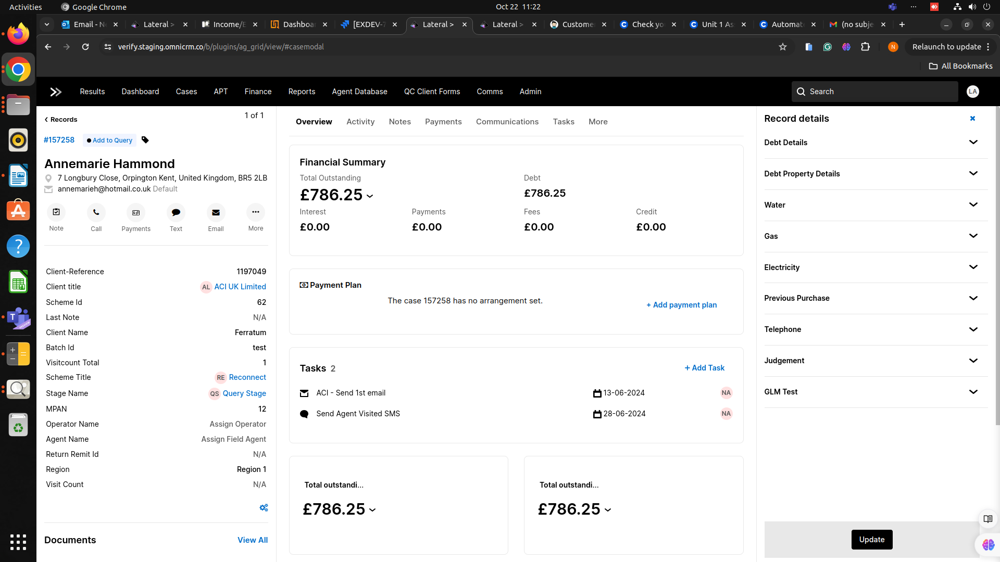 Activities
Google Chrome
Oct 22 11:22
Email - Ne
Lateral >
Income/E
Dashboar
[EXDEV-7
Lateral >
Lateral >
Custome
Check yo
Unit 1 As
Automat
(no subje
verify.staging.omnicrm.co/b/plugins/ag_grid/view/#casemodal
N
Relaunch to update
All Bookmarks
Results
Dashboard
Cases
APT
Finance
Reports
Agent Database
QC Client Forms
Comms
Admin
Search
LA
Records
1 of 1
#157258
Add to Query
Annemarie Hammond
7 Longbury Close, Orpington Kent, United Kingdom, BR5 2LB
annemarieh@hotmail.co.uk Default
Note
Call
Payments
Text
Email
More
Client-Reference 1197049
Client title AL ACI UK Limited
Scheme Id 62
Last Note N/A
Client Name Ferratum
Batch Id test
Visitcount Total 1
Scheme Title RE Reconnect
Stage Name QS Query Stage
MPAN 12
Operator Name Assign Operator
Agent Name Assign Field Agent
Return Remit Id N/A
Region Region 1
Visit Count N/A
Documents View All
Overview
Activity
Notes
Payments
Communications
Tasks
More
Financial Summary
Total Outstanding
£786.25
Debt
£786.25
Interest
£0.00
Payments
£0.00
Fees
£0.00
Credit
£0.00
Payment Plan
The case 157258 has no arrangement set.
+ Add payment plan
Tasks 2
+ Add Task
ACI - Send 1st email 13-06-2024 NA
Send Agent Visited SMS 28-06-2024 NA
Total outstandi...
£786.25
Total outstandi...
£786.25
Record details
Debt Details
Debt Property Details
Water
Gas
Electricity
Previous Purchase
Telephone
Judgement
GLM Test
Update